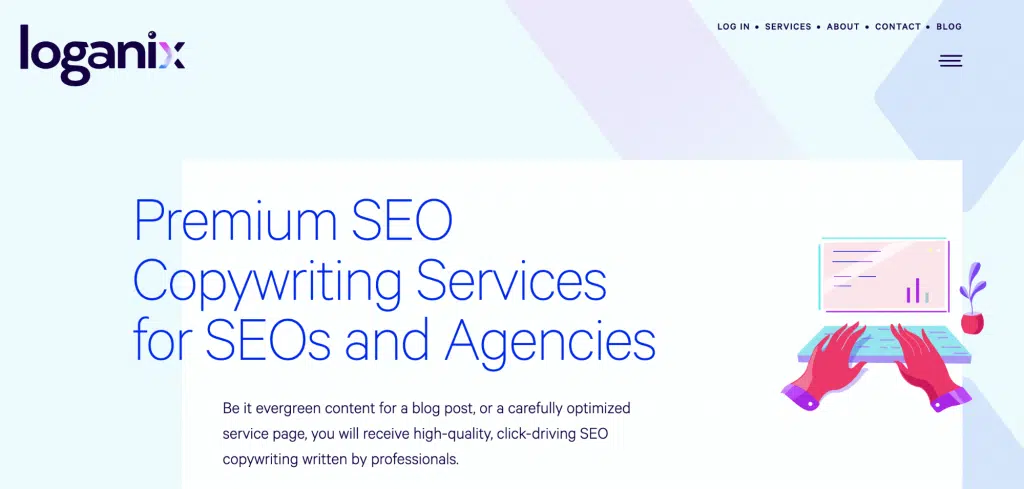 loganix
LOG IN • SERVICES • ABOUT • CONTACT • BLOG
Premium SEO
Copywriting Services
for SEOs and Agencies
Be it evergreen content for a blog post, or a carefully optimized
service page, you will receive high-quality, click-driving SEO
copywriting written by professionals.